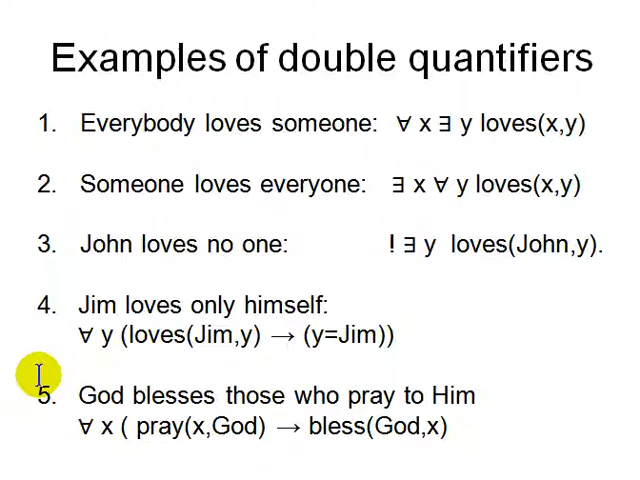 Examples of double quantifiers
1. Everybody loves someone: ∀ x ∃ y loves(x,y)
2. Someone loves everyone: ∃ x ∀ y loves(x,y)
3. John loves no one: ! ∃ y loves(John,y).
4. Jim loves only himself:
∀ y (loves(Jim,y) → (y=Jim))
5. God blesses those who pray to Him
∀ x ( pray(x,God) → bless(God,x)